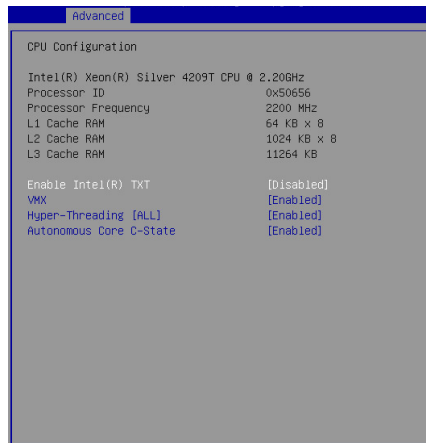 Advanced
CPU Configuration
Intel(R) Xeon(R) Silver 4209T CPU @ 2.20GHz
Processor ID 0x50656
Processor Frequency 2200 MHz
L1 Cache RAM 64 KB x 8
L2 Cache RAM 1024 KB x 8
L3 Cache RAM 11264 KB
Enable Intel(R) TXT [Disabled]
VMX [Enabled]
Hyper-Threading [ALL] [Enabled]
Autonomous Core C-State [Enabled]